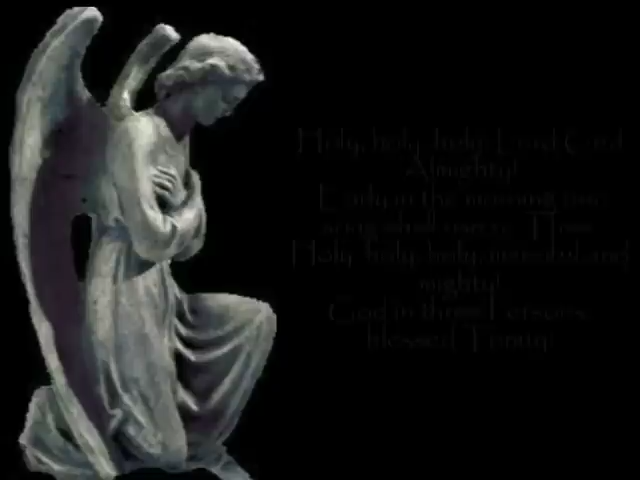 Holy, holy, holy! Lord God
Almighty!
Early in the morning our
song shall rise to Thee
Holy, holy, holy, merciful and
mighty!
God in three Persons,
blessed Trinity